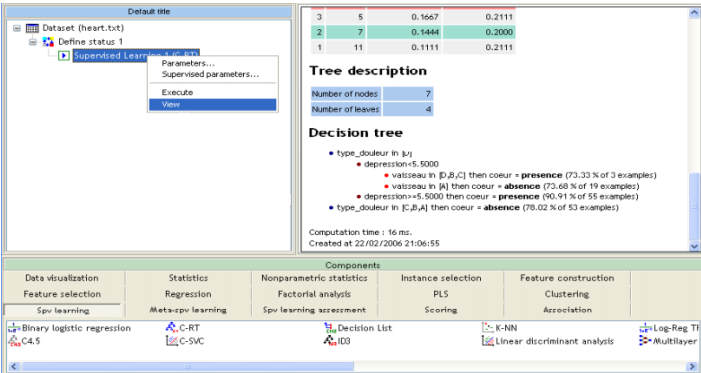 Default title
Dataset (heart.txt)
Define status 1
Supervised Learning 1 (C-RT)
Parameters...
Supervised parameters...
Execute
View
3 5 0.1667 0.2111
2 7 0.1444 0.2000
1 11 0.1111 0.2111
Tree description
Number of nodes 7
Number of leaves 4
Decision tree
type_douleur in [D]
depression<5.5000
vaisseau in [D,B,C] then coeur = presence (73.33 % of 3 examples)
vaisseau in [A] then coeur = absence (73.68 % of 19 examples)
depression>=5.5000 then coeur = presence (90.91 % of 55 examples)
type_douleur in [C,B,A] then coeur = absence (78.02 % of 53 examples)
Computation time : 16 ms.
Created at 22/02/2006 21:06:55
Components
Data visualization Statistics Nonparametric statistics Instance selection Feature construction
Feature selection Regression Factorial analysis PLS Clustering
Spv learning Meta-spv learning Spv learning assessment Scoring Association
Binary logistic regression C-RT Decision List K-NN Log-Reg TR
C4.5 C-SVC ID3 Linear discriminant analysis Multilayer